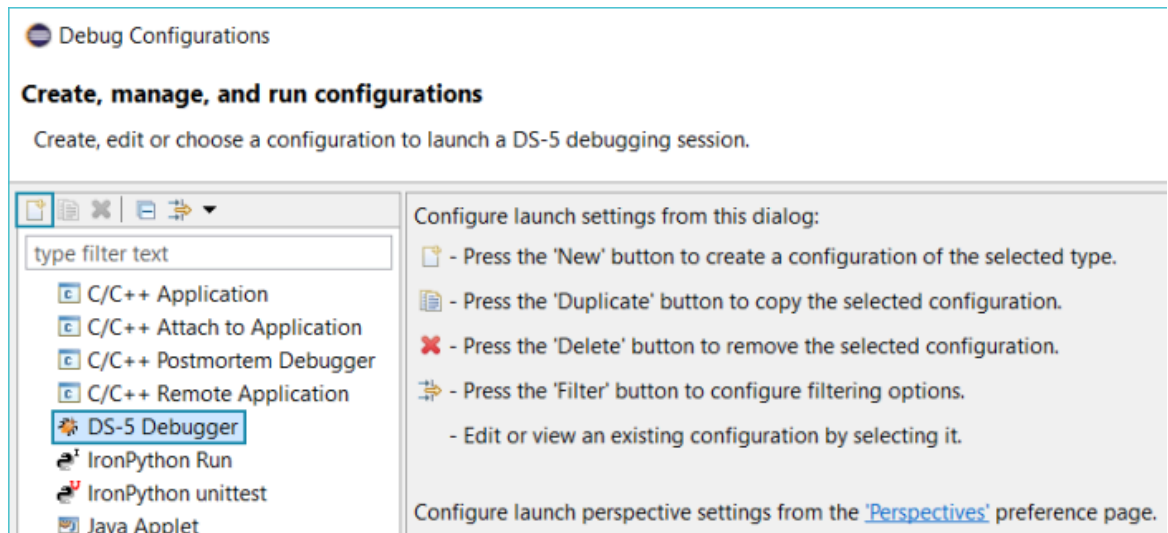 Debug Configurations
Create, manage, and run configurations
Create, edit or choose a configuration to launch a DS-5 debugging session.
type filter text
C/C++ Application
C/C++ Attach to Application
C/C++ Postmortem Debugger
C/C++ Remote Application
DS-5 Debugger
IronPython Run
IronPython unittest
Java Applet
Configure launch settings from this dialog:
- Press the 'New' button to create a configuration of the selected type.
- Press the 'Duplicate' button to copy the selected configuration.
- Press the 'Delete' button to remove the selected configuration.
- Press the 'Filter' button to configure filtering options.
- Edit or view an existing configuration by selecting it.
Configure launch perspective settings from the 'Perspectives' preference page.